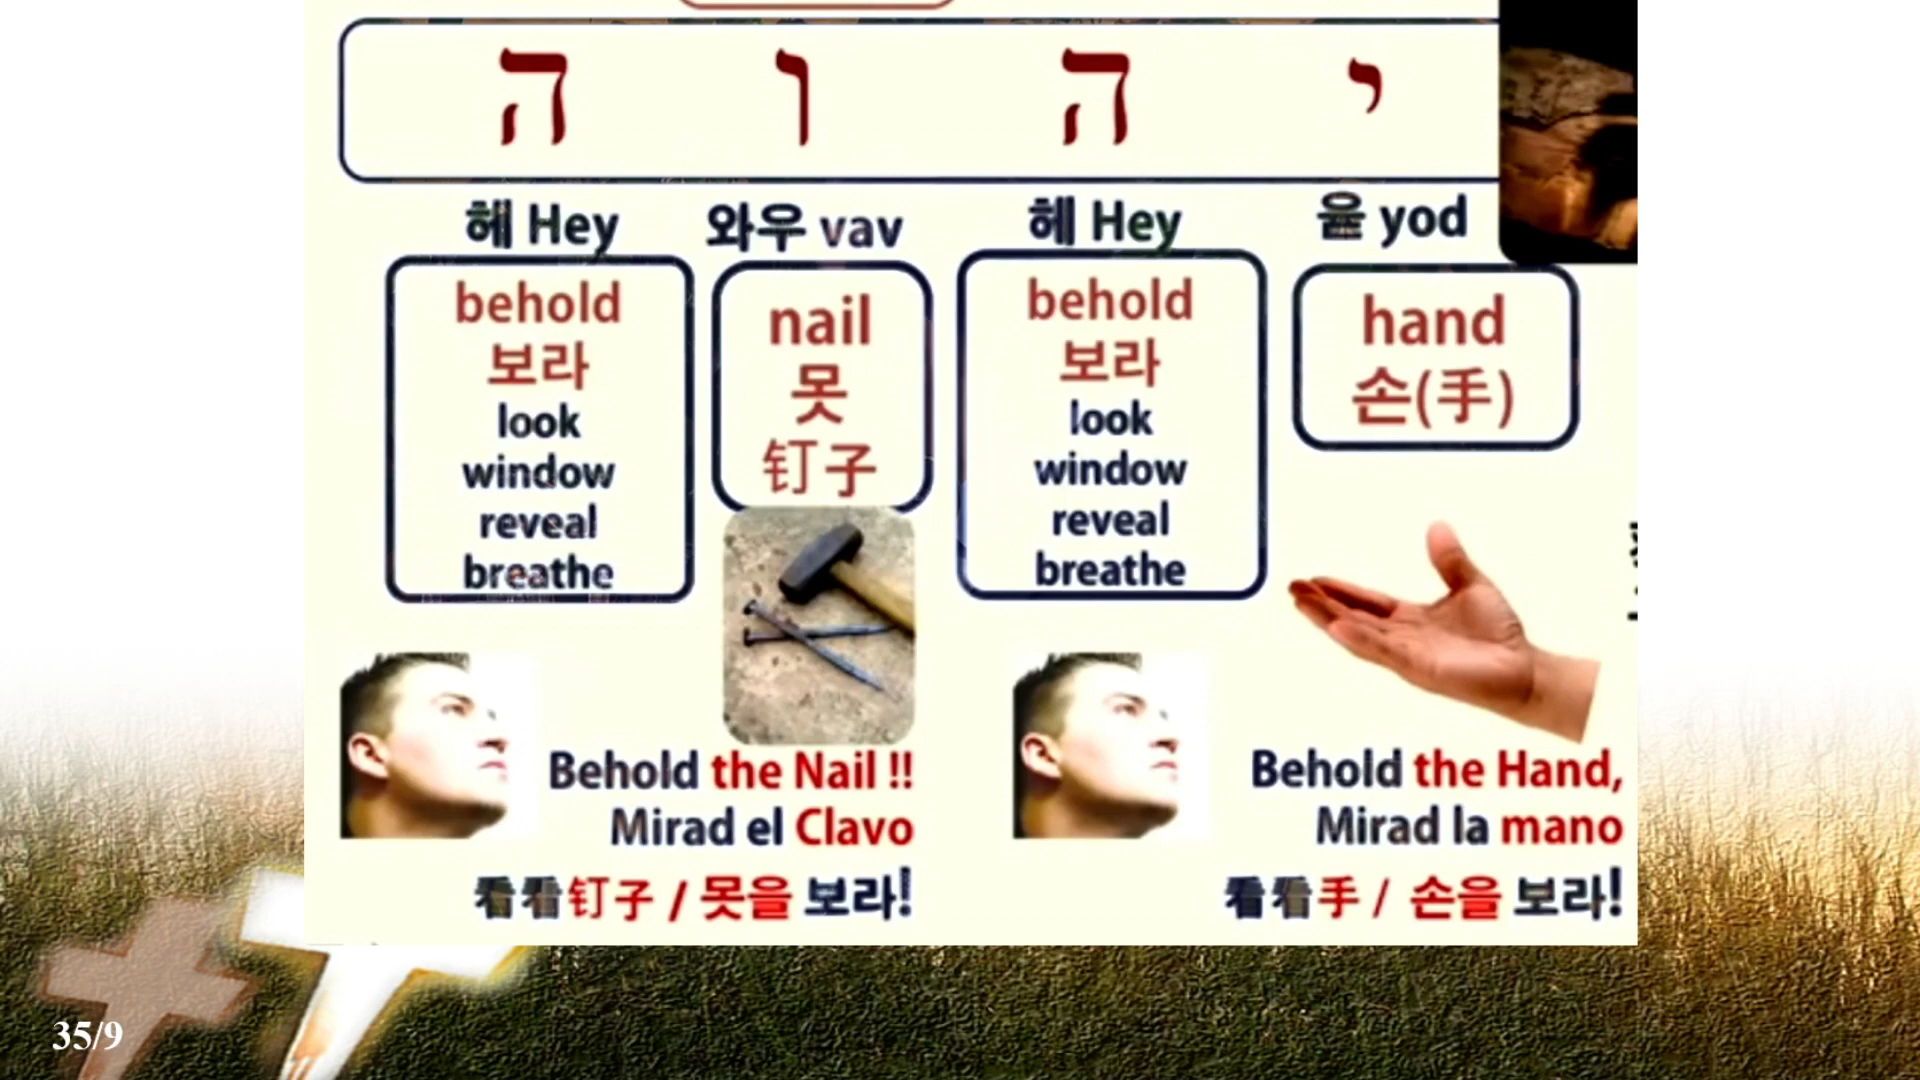 ה ו ה י
헤 Hey
와우 vav
헤 Hey
욛 yod
behold
보라
look
window
reveal
breathe
nail
못
钉子
behold
보라
look
window
reveal
breathe
hand
손(手)
Behold the Nail !!
Mirad el Clavo
看看钉子 / 못을 보라!
Behold the Hand,
Mirad la mano
看看手 / 손을 보라!
35/9